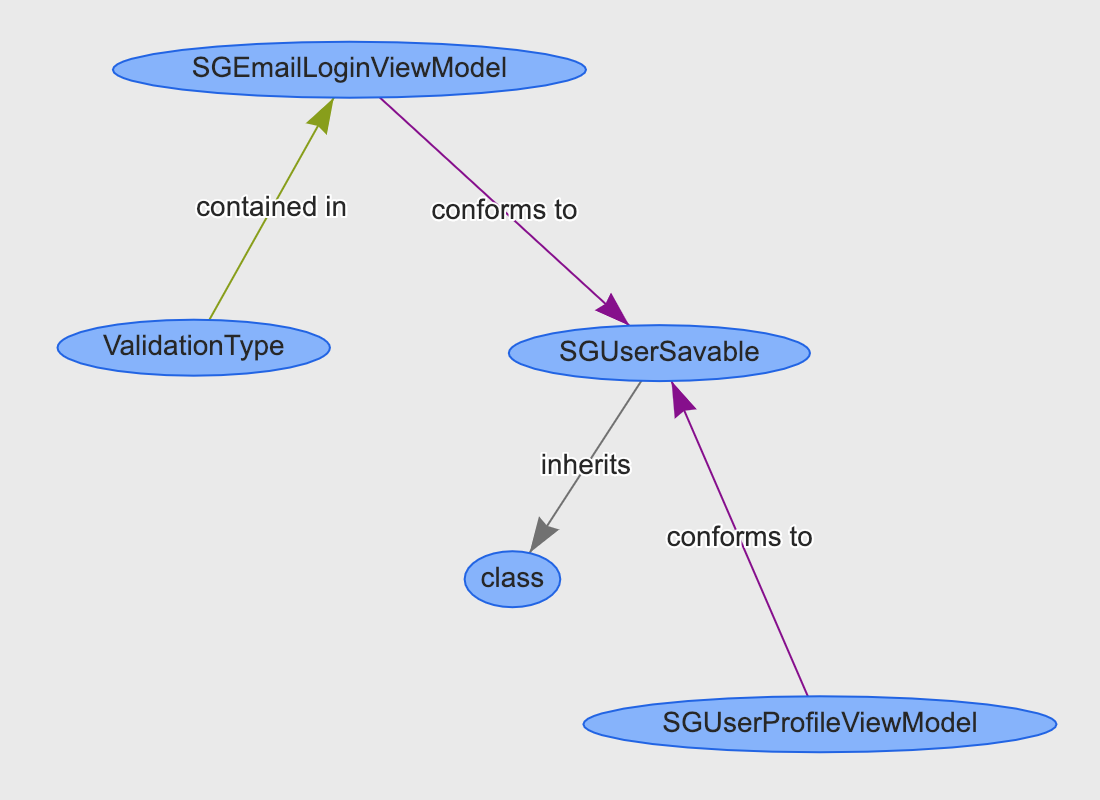 SGEmailLoginViewModel
contained in
conforms to
ValidationType
SGUserSavable
inherits
conforms to
class
SGUserProfileViewModel